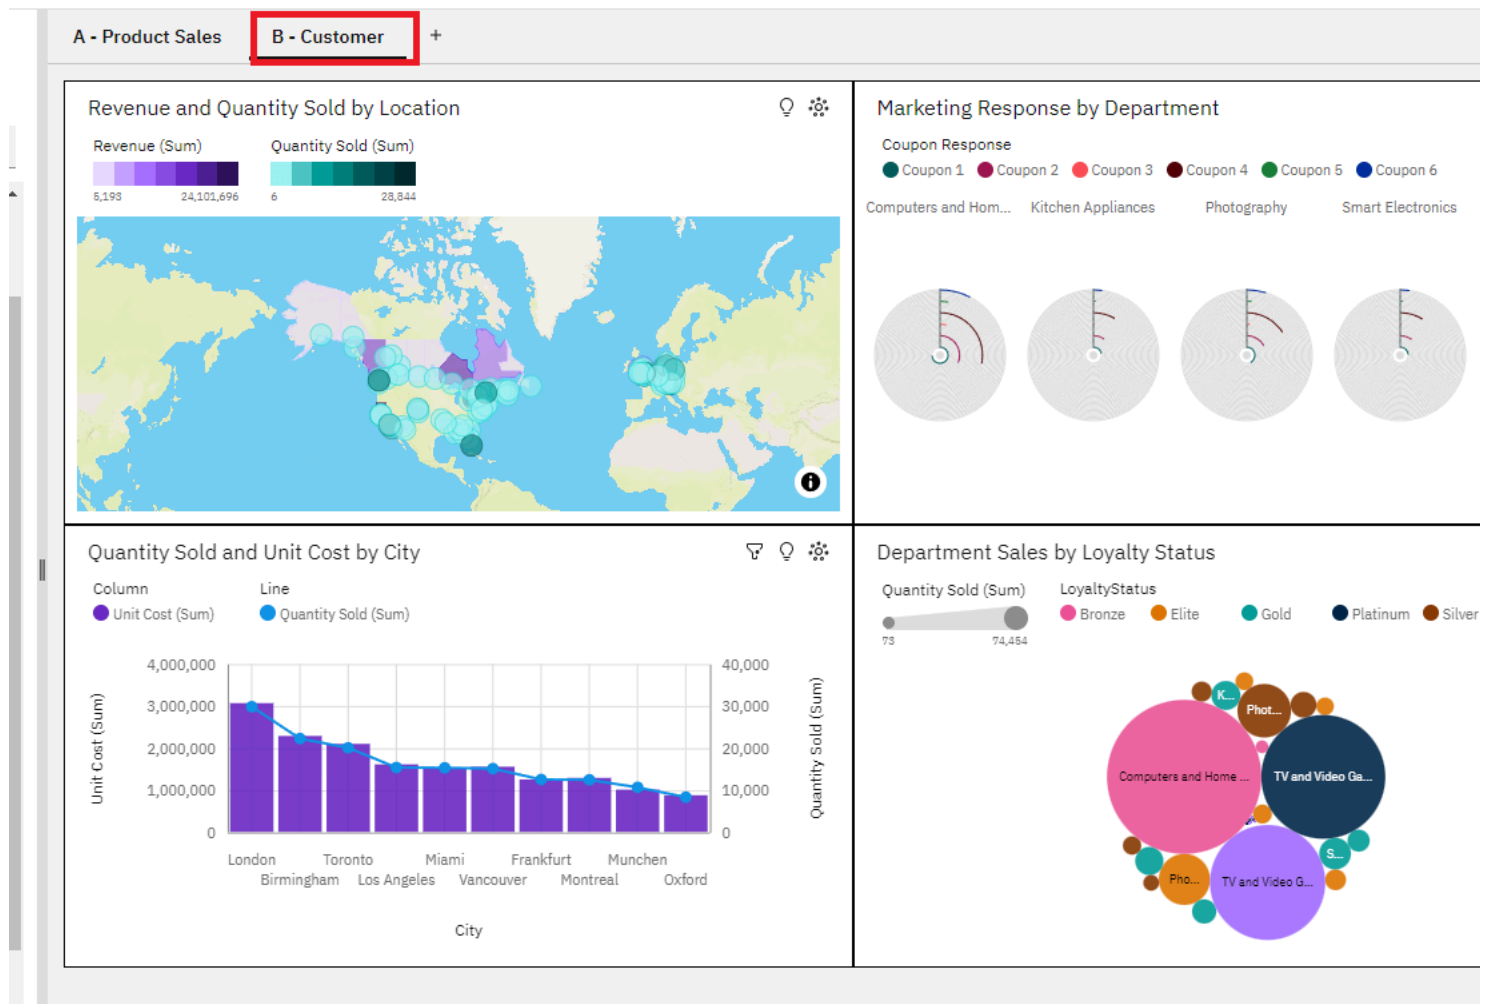 A - Product Sales B - Customer +
Revenue and Quantity Sold by Location
Revenue (Sum) Quantity Sold (Sum)
5,193 24,101,696 6 28,844
Marketing Response by Department
Coupon Response
Coupon 1 Coupon 2 Coupon 3 Coupon 4 Coupon 5 Coupon 6
Computers and Hom... Kitchen Appliances Photography Smart Electronics
Quantity Sold and Unit Cost by City
Column Line
Unit Cost (Sum) Quantity Sold (Sum)
4,000,000 40,000
3,000,000 30,000
2,000,000 20,000
1,000,000 10,000
0 0
Unit Cost (Sum)
Quantity Sold (Sum)
London Toronto Miami Frankfurt Munchen
Birmingham Los Angeles Vancouver Montreal Oxford
City
Department Sales by Loyalty Status
Quantity Sold (Sum) LoyaltyStatus
Bronze Elite Gold Platinum Silver
73 74,454
K...
Phot...
Computers and Home ... TV and Video Ga...
S...
Pho... TV and Video G...